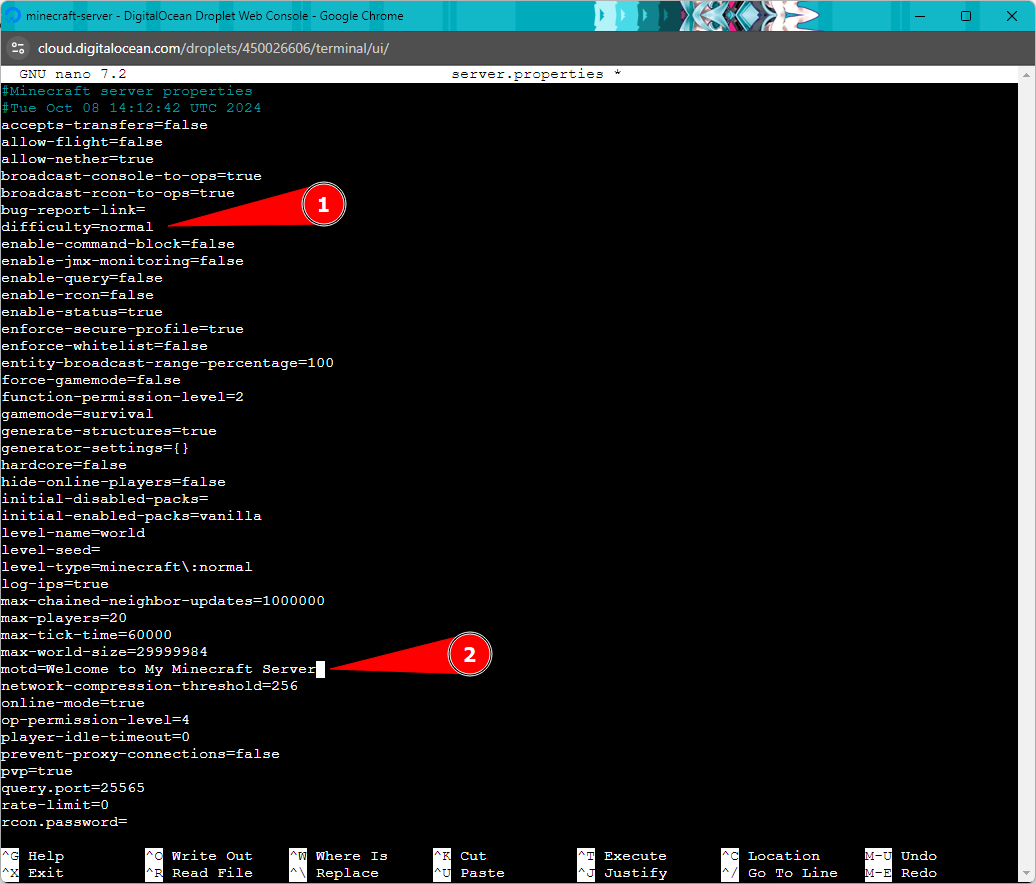 minecraft-server - DigitalOcean Droplet Web Console - Google Chrome
cloud.digitalocean.com/droplets/450026606/terminal/ui/
GNU nano 7.2 server.properties *
#Minecraft server properties
#Tue Oct 08 14:12:42 UTC 2024
accepts-transfers=false
allow-flight=false
allow-nether=true
broadcast-console-to-ops=true
broadcast-rcon-to-ops=true
1
bug-report-link=
difficulty=normal
enable-command-block=false
enable-jmx-monitoring=false
enable-query=false
enable-rcon=false
enable-status=true
enforce-secure-profile=true
enforce-whitelist=false
entity-broadcast-range-percentage=100
force-gamemode=false
function-permission-level=2
gamemode=survival
generate-structures=true
generator-settings={}
hardcore=false
hide-online-players=false
initial-disabled-packs=
initial-enabled-packs=vanilla
level-name=world
level-seed=
level-type=minecraft\:normal
log-ips=true
max-chained-neighbor-updates=1000000
max-players=20
max-tick-time=60000
max-world-size=29999984
2
motd=Welcome to My Minecraft Server
network-compression-threshold=256
online-mode=true
op-permission-level=4
player-idle-timeout=0
prevent-proxy-connections=false
pvp=true
query.port=25565
rate-limit=0
rcon.password=
^G Help ^O Write Out ^W Where Is ^K Cut ^T Execute ^C Location M-U Undo
^X Exit ^R Read File ^\ Replace ^U Paste ^J Justify ^/ Go To Line M-E Redo